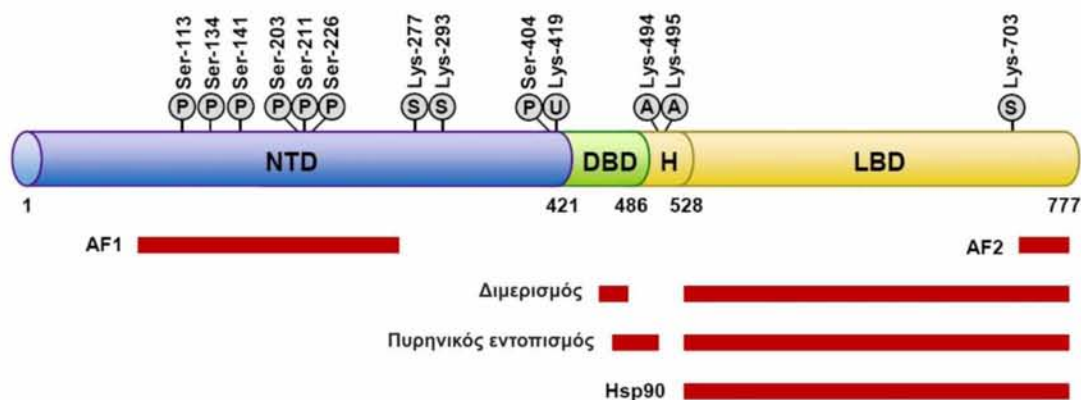 Ser-113
Ser-134
Ser-141
Ser-203
Ser-211
Ser-226
Lys-277
Lys-293
Ser-404
Lys-419
Lys-494
Lys-495
Lys-703
P P P P P P S S P U A A S
NTD DBD H LBD
1 421 486 528 777
AF1 AF2
Διμερισμός
Πυρηνικός εντοπισμός
Hsp90